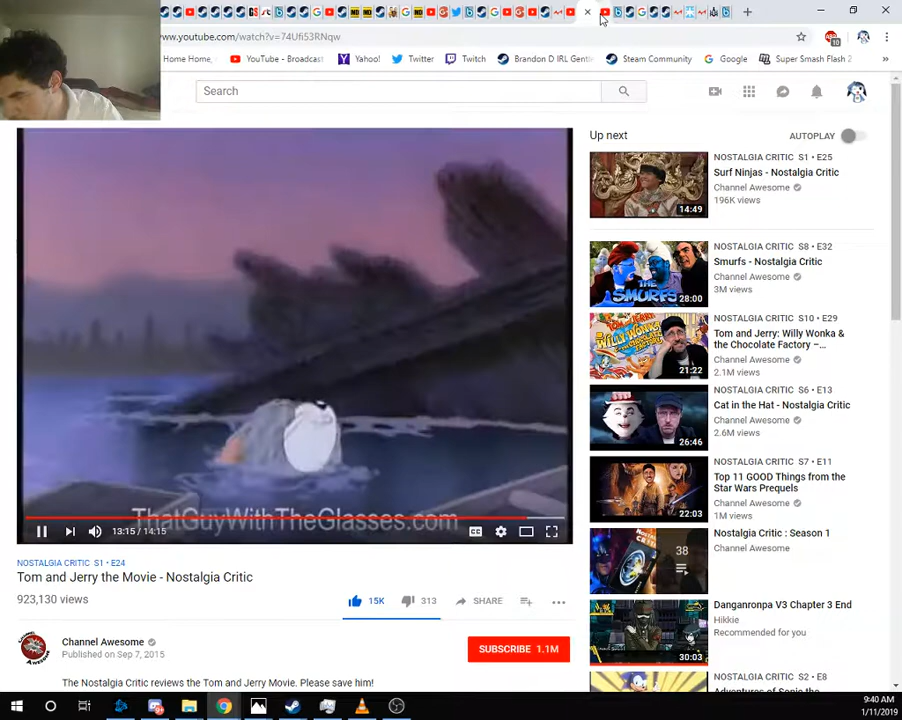 www.youtube.com/watch?v=74Ufi53RNqw
Home Home,
YouTube - Broadcast
Yahoo!
Twitter
Twitch
Brandon D IRL Gentl
Steam Community
Google
Super Smash Flash 2
»
Search
10
ThatGuyWithTheGlasses.com
13:15 / 14:15
CC
NOSTALGIA CRITIC S1 • E24
Tom and Jerry the Movie - Nostalgia Critic
923,130 views
15K
313
SHARE
Channel Awesome
Published on Sep 7, 2015
SUBSCRIBE 1.1M
The Nostalgia Critic reviews the Tom and Jerry Movie. Please save him!
Up next
AUTOPLAY
NOSTALGIA CRITIC S1 • E25
Surf Ninjas - Nostalgia Critic
Channel Awesome
196K views
14:49
NOSTALGIA CRITIC S8 • E32
Smurfs - Nostalgia Critic
Channel Awesome
3M views
THE SMURFS
28:00
NOSTALGIA CRITIC S10 • E29
Tom and Jerry: Willy Wonka &
the Chocolate Factory –...
Channel Awesome
2.1M views
21:22
NOSTALGIA CRITIC S6 • E13
Cat in the Hat - Nostalgia Critic
Channel Awesome
2.6M views
26:46
NOSTALGIA CRITIC S7 • E11
Top 11 GOOD Things from the
Star Wars Prequels
Channel Awesome
1M views
22:03
Nostalgia Critic : Season 1
Channel Awesome
38
Danganronpa V3 Chapter 3 End
Hikkie
Recommended for you
30:03
NOSTALGIA CRITIC S2 • E8
9:40 AM
1/11/2019